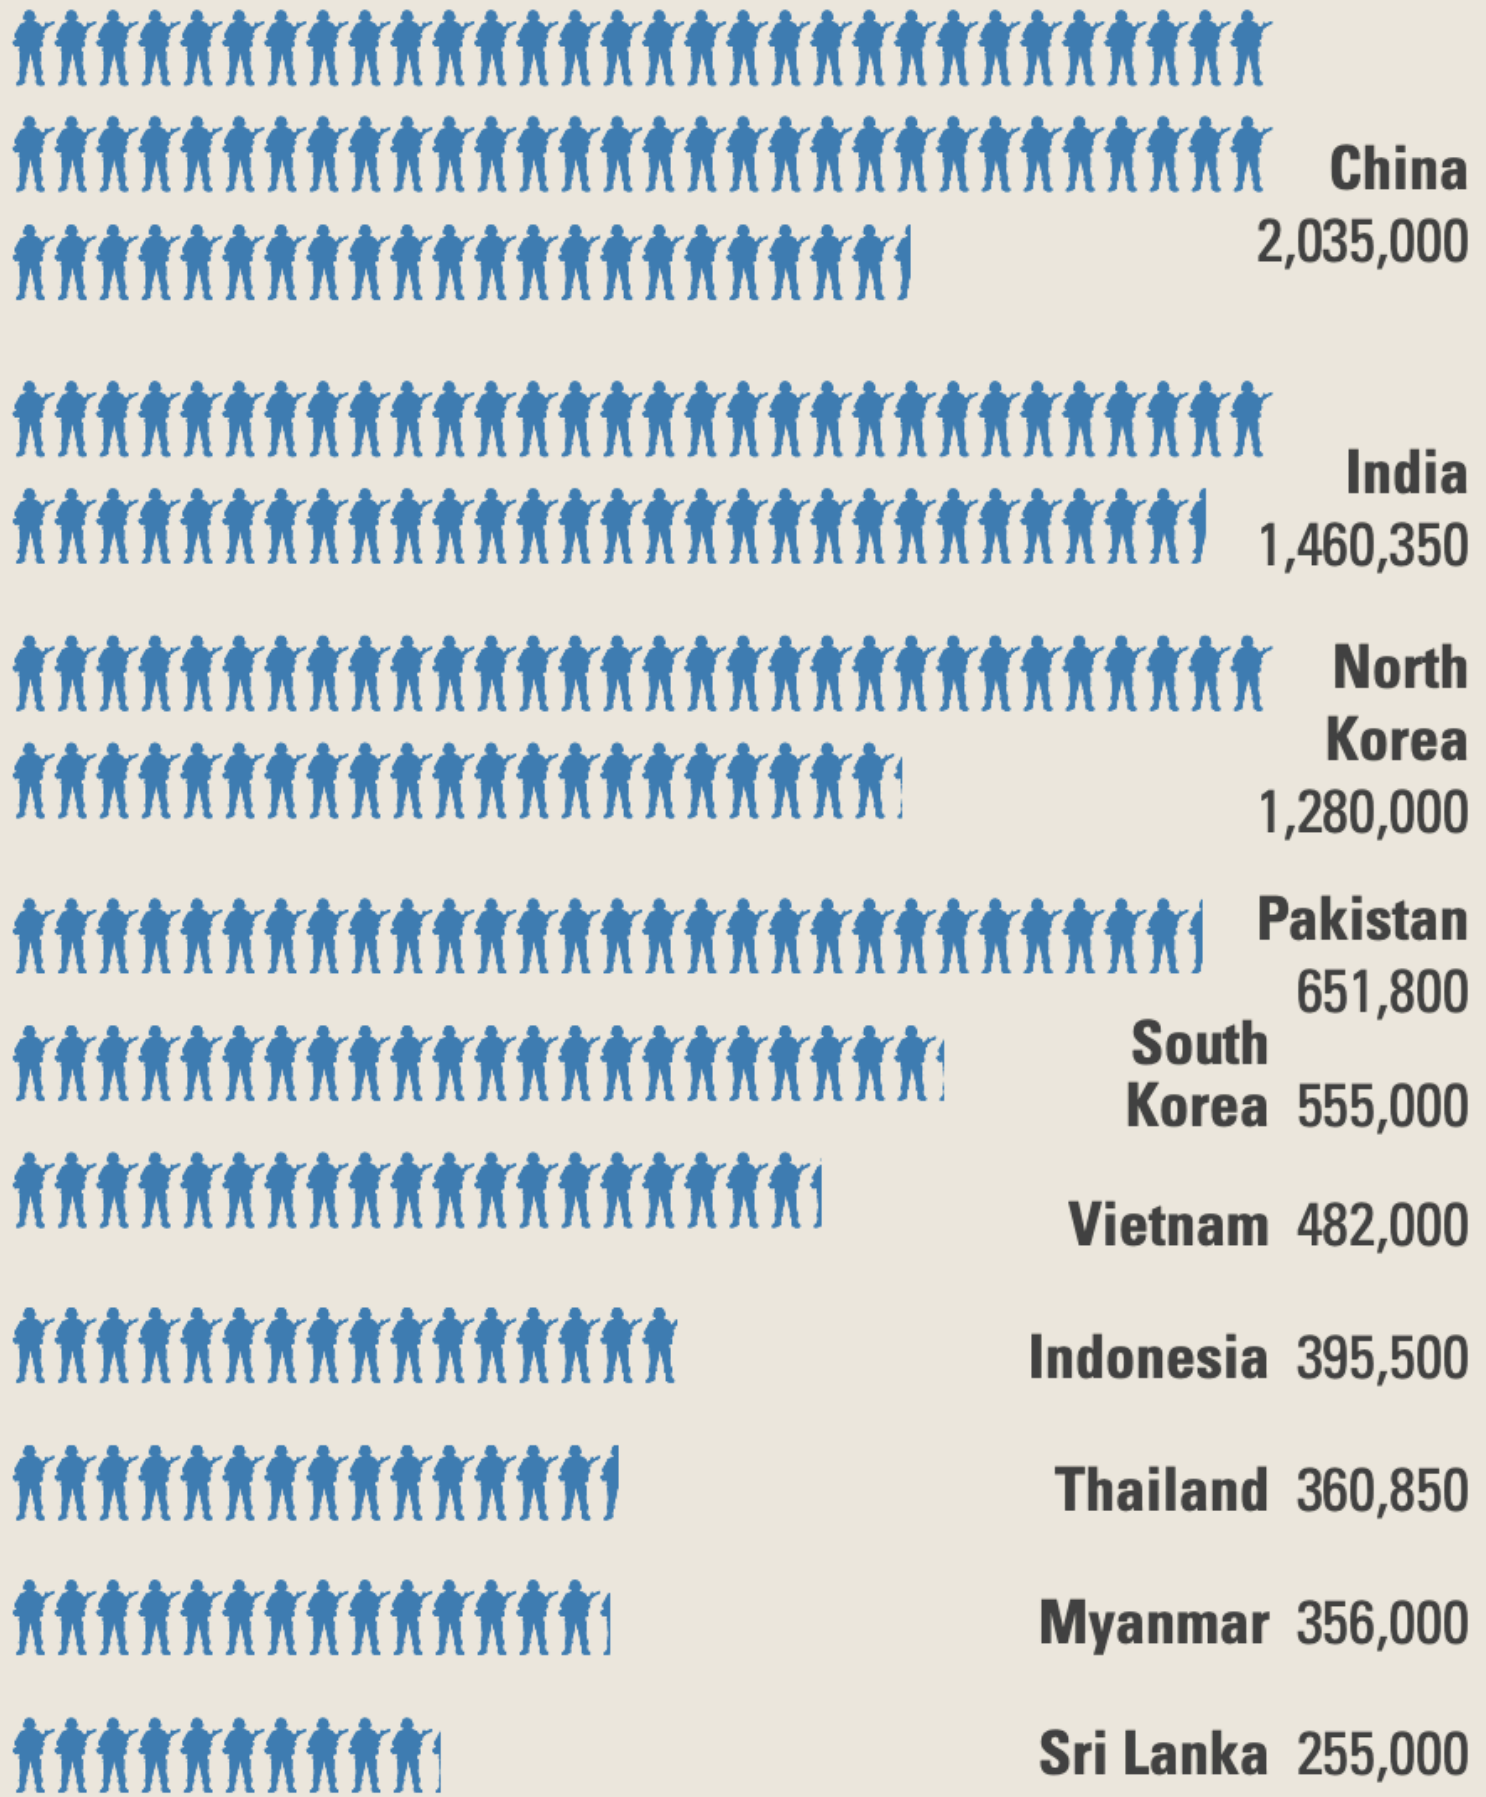 China
2,035,000
India
1,460,350
North
Korea
1,280,000
Pakistan
651,800
South
Korea 555,000
Vietnam 482,000
Indonesia 395,500
Thailand 360,850
Myanmar 356,000
Sri Lanka 255,000